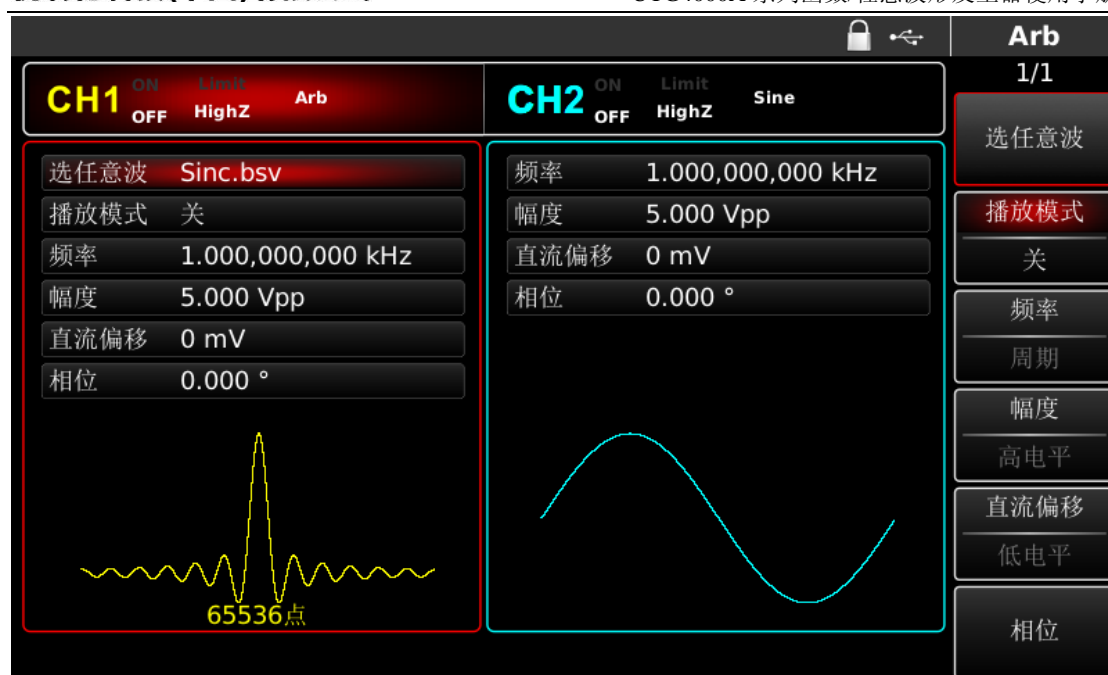 Arb
1/1
CH1 ON OFF Limit HighZ Arb
CH2 ON OFF Limit HighZ Sine
选任意波 Sinc.bsv
播放模式 关
频率 1.000,000,000 kHz
幅度 5.000 Vpp
直流偏移 0 mV
相位 0.000 °
65536点
频率 1.000,000,000 kHz
幅度 5.000 Vpp
直流偏移 0 mV
相位 0.000 °
选任意波
播放模式
关
频率
周期
幅度
高电平
直流偏移
低电平
相位